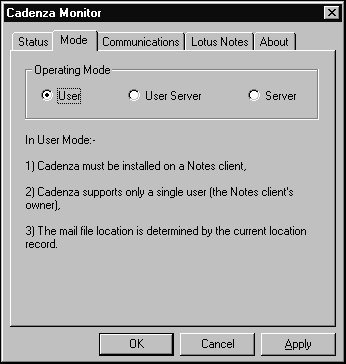 Cadenza Monitor
Status Mode Communications Lotus Notes About
Operating Mode
User User Server Server
In User Mode:-
1) Cadenza must be installed on a Notes client,
2) Cadenza supports only a single user (the Notes client's
owner),
3) The mail file location is determined by the current location
record.
OK Cancel Apply